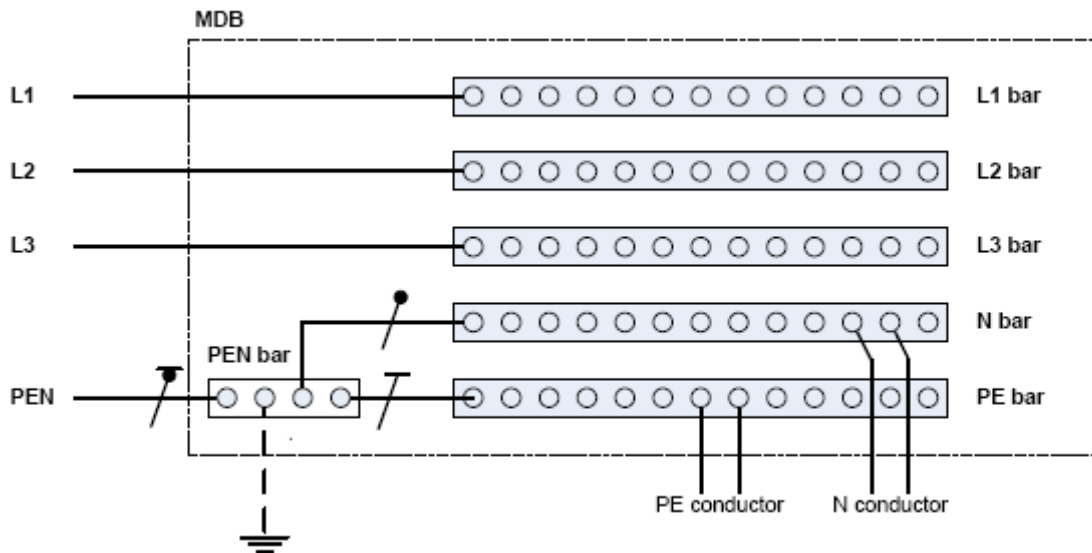 MDB
L1 L1 bar
L2 L2 bar
L3 L3 bar
N bar
PEN bar
PEN PE bar
PE conductor N conductor